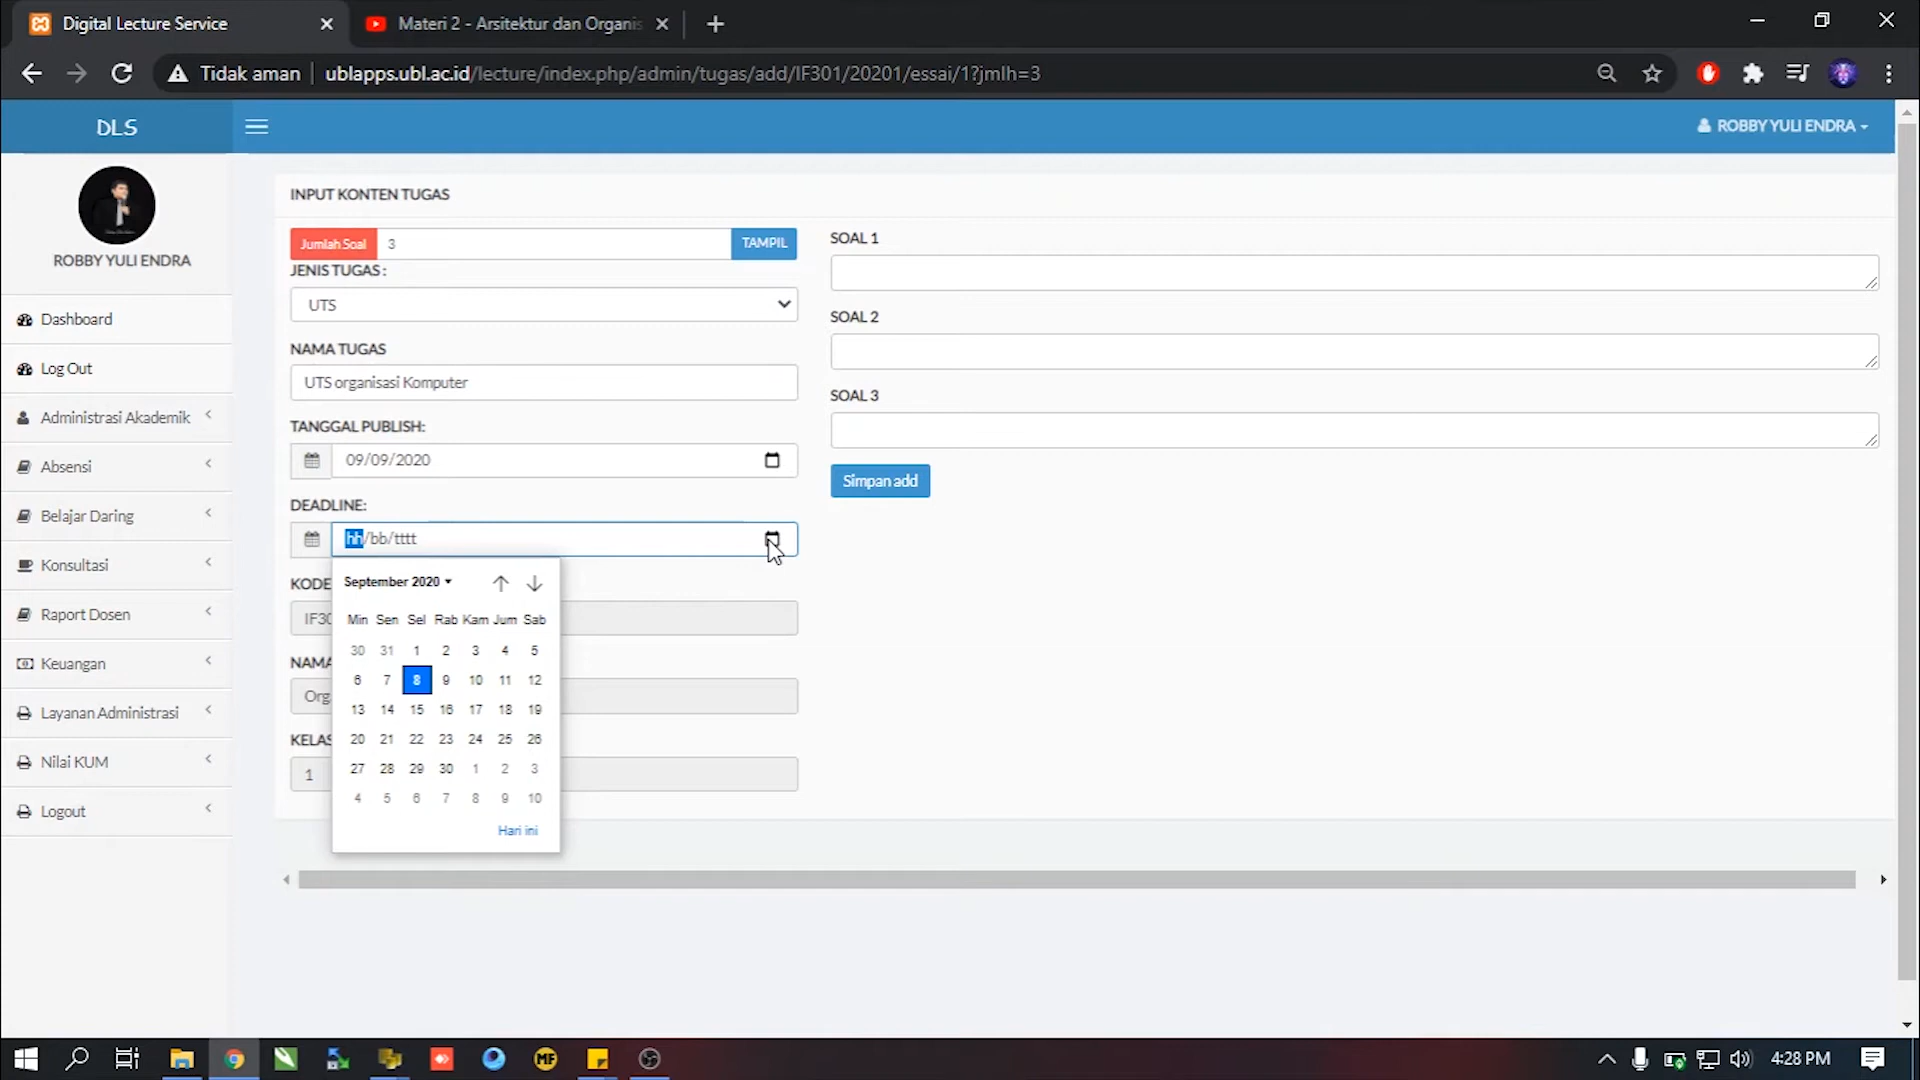 Digital Lecture Service
Materi 2 - Arsitektur dan Organis
Tidak aman
ublapps.ubl.ac.id/lecture/index.php/admin/tugas/add/IF301/20201/essai/1?jmlh=3
DLS
ROBBY YULI ENDRA
ROBBY YULI ENDRA
Dashboard
Log Out
Administrasi Akademik
Absensi
Belajar Daring
Konsultasi
Raport Dosen
Keuangan
Layanan Administrasi
Nilai KUM
Logout
INPUT KONTEN TUGAS
Jumlah Soal 3 TAMPIL
JENIS TUGAS :
UTS
NAMA TUGAS
UTS organisasi Komputer
TANGGAL PUBLISH:
09/09/2020
DEADLINE:
hh/bb/tttt
KODE
IF30
NAMA
Orga
KELAS
1
September 2020
Min Sen Sel Rab Kam Jum Sab
30 31 1 2 3 4 5
6 7 8 9 10 11 12
13 14 15 16 17 18 19
20 21 22 23 24 25 26
27 28 29 30 1 2 3
4 5 6 7 8 9 10
Hari ini
SOAL 1
SOAL 2
SOAL 3
Simpan add
MF
4:28 PM